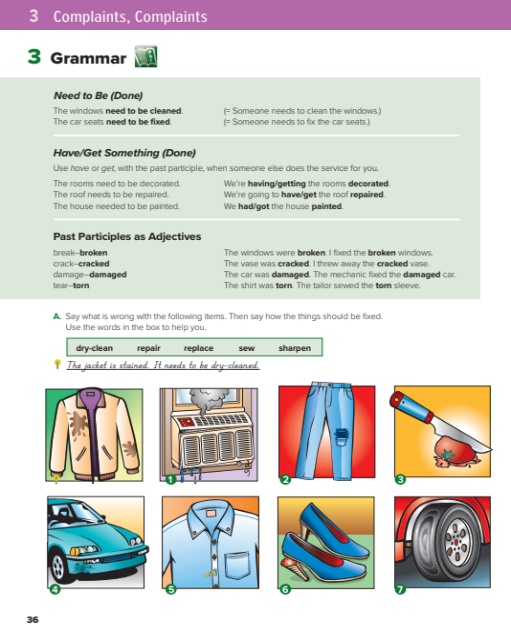 3 Complaints, Complaints
3 Grammar
Need to Be (Done)
The windows need to be cleaned. (= Someone needs to clean the windows.)
The car seats need to be fixed. (= Someone needs to fix the car seats.)
Have/Get Something (Done)
Use have or get, with the past participle, when someone else does the service for you.
The rooms need to be decorated. We're having/getting the rooms decorated.
The roof needs to be repaired. We're going to have/get the roof repaired.
The house needed to be painted. We had/got the house painted.
Past Participles as Adjectives
break–broken The windows were broken. I fixed the broken windows.
crack–cracked The vase was cracked. I threw away the cracked vase.
damage–damaged The car was damaged. The mechanic fixed the damaged car.
tear–torn The shirt was torn. The tailor sewed the torn sleeve.
A. Say what is wrong with the following items. Then say how the things should be fixed.
Use the words in the box to help you.
dry-clean repair replace sew sharpen
The jacket is stained. It needs to be dry-cleaned.
1 2 3
4 5 6 7
36